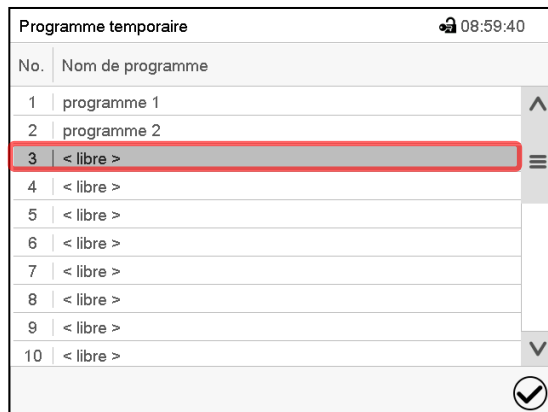 Programme temporaire 08:59:40
No. Nom de programme
1 programme 1
2 programme 2
3 < libre >
4 < libre >
5 < libre >
6 < libre >
7 < libre >
8 < libre >
9 < libre >
10 < libre >